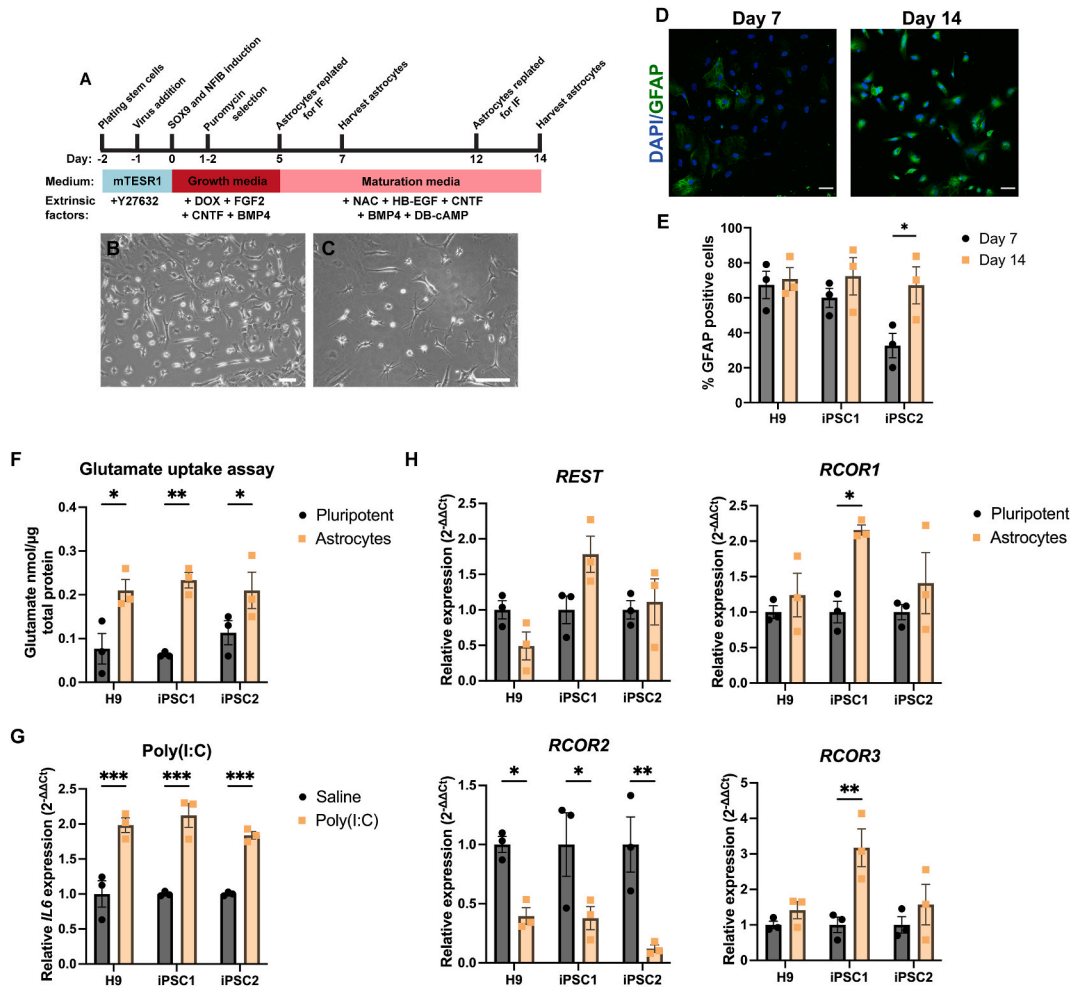 A
Plating stem cells
Virus addition
SOX9 and NFIB induction
Puromycin
selection
Astrocytes replated
for IF
Harvest astrocytes
Astrocytes replated
for IF
Harvest astrocytes
Day: -2 -1 0 1-2 5 7 12 14
Medium: mTESR1 Growth media Maturation media
Extrinsic
factors:
+Y27632
+ DOX + FGF2
+ CNTF + BMP4
+ NAC + HB-EGF + CNTF
+ BMP4 + DB-cAMP
B
C
D
Day 7
Day 14
DAPI/GFAP
E
% GFAP positive cells
100
80
60
40
20
0
*
Day 7
Day 14
H9 iPSC1 iPSC2
F
Glutamate uptake assay
Glutamate nmol/µg
total protein
0.4
0.3
0.2
0.1
0.0
* ** *
Pluripotent
Astrocytes
H9 iPSC1 iPSC2
G
Poly(I:C)
Relative IL6 expression (2-ΔΔCt)
2.5
2.0
1.5
1.0
0.5
0.0
*** *** ***
Saline
Poly(I:C)
H9 iPSC1 iPSC2
H
REST
Relative expression (2-ΔΔCt)
2.5
2.0
1.5
1.0
0.5
0.0
H9 iPSC1 iPSC2
RCOR1
Relative expression (2-ΔΔCt)
2.5
2.0
1.5
1.0
0.5
0.0
*
Pluripotent
Astrocytes
H9 iPSC1 iPSC2
RCOR2
Relative expression (2-ΔΔCt)
1.5
1.0
0.5
0.0
* * **
H9 iPSC1 iPSC2
RCOR3
Relative expression (2-ΔΔCt)
5
4
3
2
1
0
**
H9 iPSC1 iPSC2